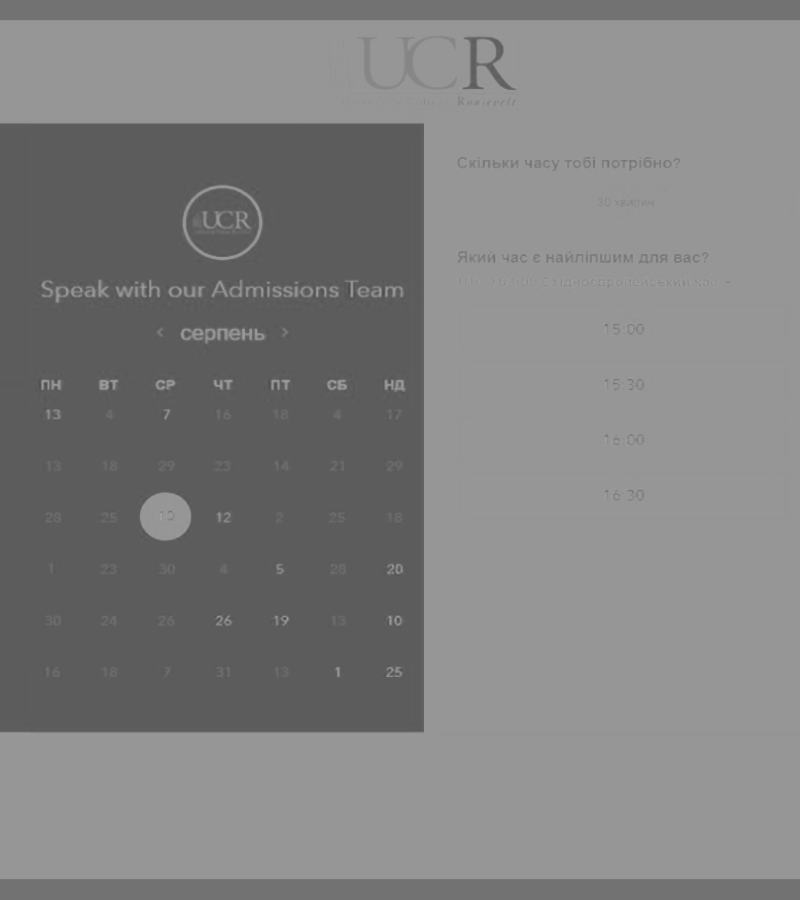 UCR
Roosevelt
UCR
Speak with our Admissions Team
< серпень >
ПН ВТ СР ЧТ ПТ СБ НД
13 4 7 16 18 4 17
13 18 29 23 14 21 29
28 25 10 12 2 25 18
1 23 30 4 5 28 20
30 24 26 26 19 13 10
16 18 7 31 13 1 25
Скільки часу тобі потрібно?
30 хвилин
Який час є найліпшим для вас?
Східноєвропейський час
15:00
15:30
16:00
16:30